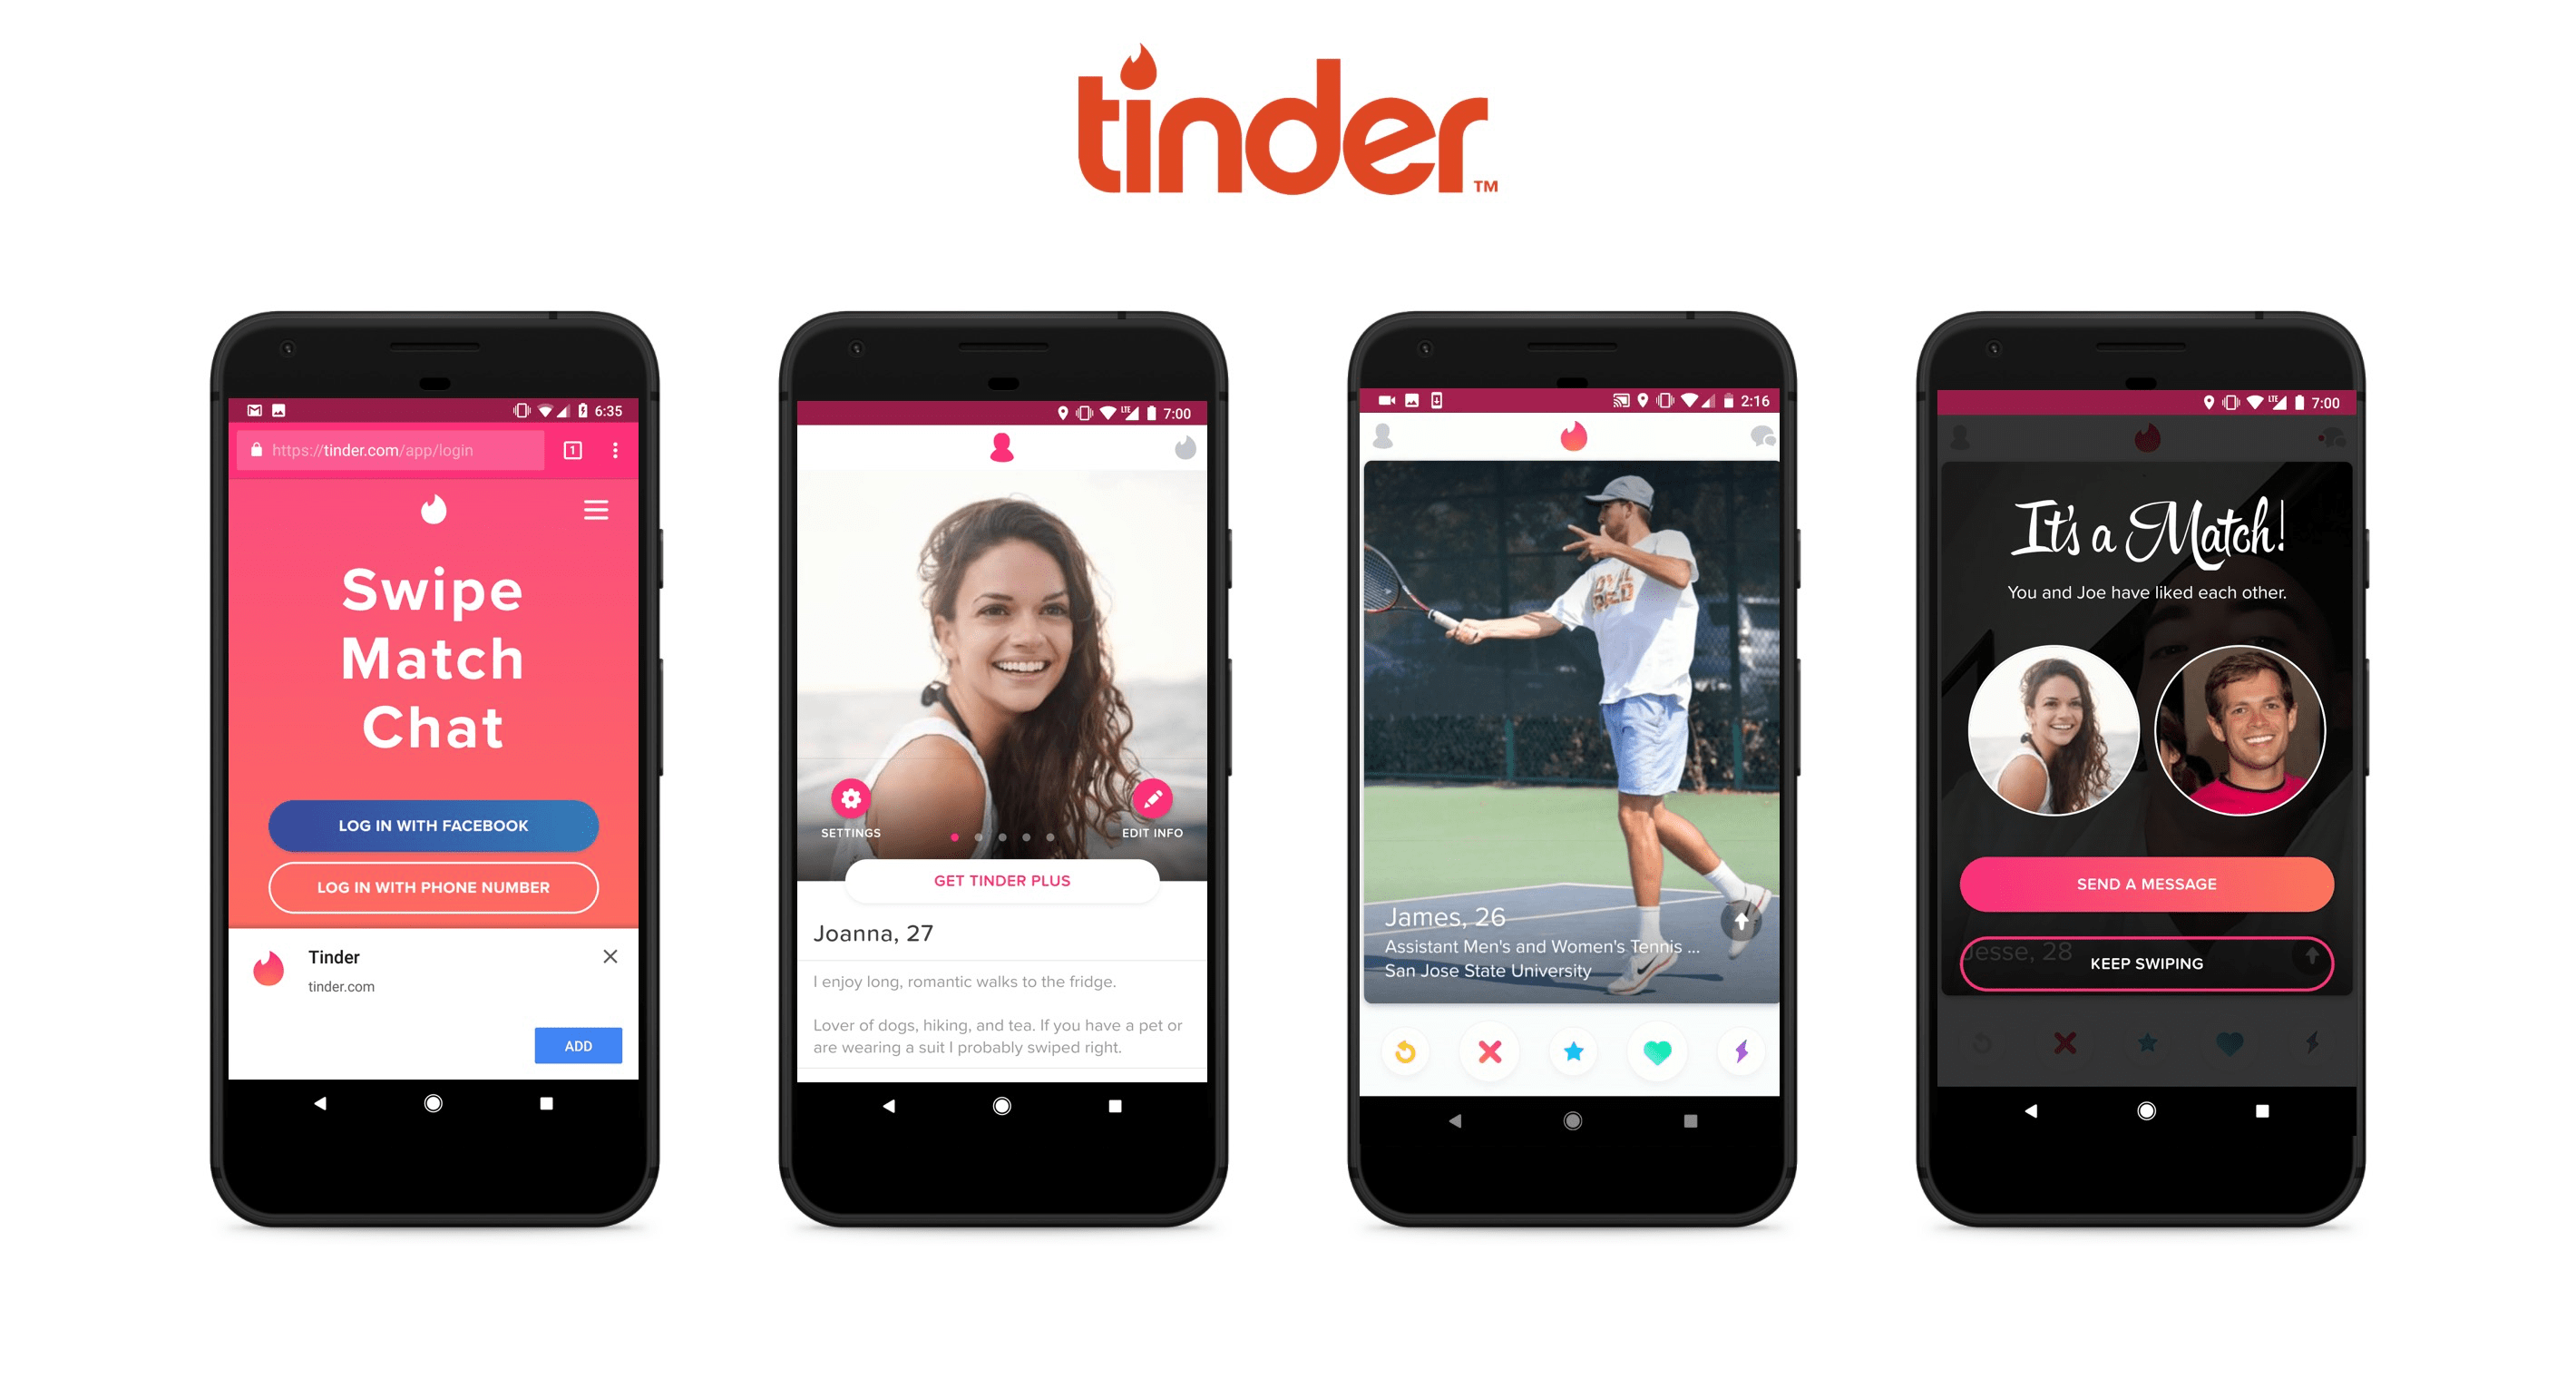 tinder™
6:35
https://tinder.com/app/login
1
Swipe
Match
Chat
LOG IN WITH FACEBOOK
LOG IN WITH PHONE NUMBER
Tinder
tinder.com
ADD
LTE
7:00
SETTINGS
EDIT INFO
GET TINDER PLUS
Joanna, 27
I enjoy long, romantic walks to the fridge.
Lover of dogs, hiking, and tea. If you have a pet or
are wearing a suit I probably swiped right.
2:16
James, 26
Assistant Men's and Women's Tennis ...
San Jose State University
LTE
7:00
It's a Match!
You and Joe have liked each other.
SEND A MESSAGE
Jesse, 28
KEEP SWIPING